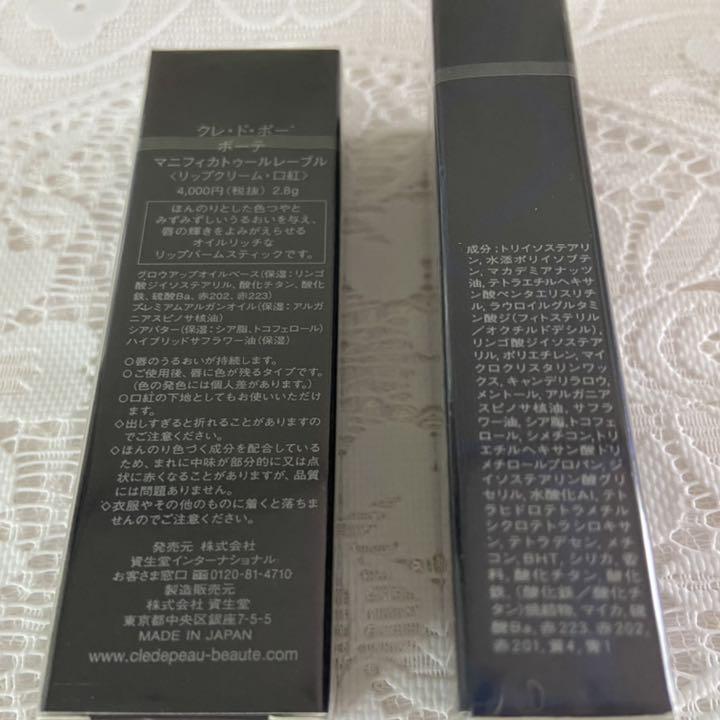 クレ・ド・ポー
ボーテ
マニフィカトゥールレーブル
〈リップクリーム・口紅〉
4,000円(税抜) 2.8g
ほんのりとした色つやと
みずみずしいうるおいを与え、
唇の輝きをよみがえらせる
オイルリッチな
リップバームスティックです。
グロウアップオイルベース(保湿:リンゴ
酸ジイソステアリル, 酸化チタン, 酸化
鉄, 硫酸Ba, 赤202, 赤223)
プレミアムアルガンオイル(保湿:アルガ
ニアスピノサ核油)
シアバター(保湿:シア脂、トコフェロール)
ハイブリッドサフラワー油(保湿)
○唇のうるおいが持続します。
○ご使用後、唇に色が残るタイプです。
(色の発色には個人差があります。)
○口紅の下地としてもお使いいただけ
ます。
◇出しすぎると折れることがありますの
でご注意ください。
◇ほんのり色づく成分を配合している
ため、まれに中味が部分的に又は点
状に赤くなることがありますが、品質
には問題ありません。
◇衣服やその他のものに着くと落ちま
せんのでご注意ください。
発売元 株式会社
資生堂インターナショナル
お客さま窓口 0120-81-4710
製造販売元
株式会社 資生堂
東京都中央区銀座7-5-5
MADE IN JAPAN
www.cledepeau-beaute.com
成分:トリイソステアリ
ン, 水添ポリイソブテ
ン, マカデミアナッツ
油, テトラエチルヘキサン
酸ペンタエリスリチ
ル, ラウロイルグルタミ
ン酸ジ(フィトステリル
/オクチルドデシル),
リンゴ酸ジイソステア
リル, ポリエチレン, マイ
クロクリスタリンワッ
クス, キャンデリラロウ,
メントール, アルガニア
スピノサ核油, サフラ
ワー油, シア脂, トコフェ
ロール, シメチコン, トリ
エチルヘキサン酸トリ
メチロールプロパン, ジ
イソステアリン酸グリ
セリル, 水酸化Al, テト
ラヒドロテトラメチル
シクロテトラシロキサ
ン, テトラデセン, メチ
コン, BHT, シリカ, 香
料, 酸化チタン, 酸化
鉄, (酸化鉄/酸化チ
タン)焼結物, マイカ, 硫
酸Ba, 赤223, 赤202,
赤201, 黄4, 青1